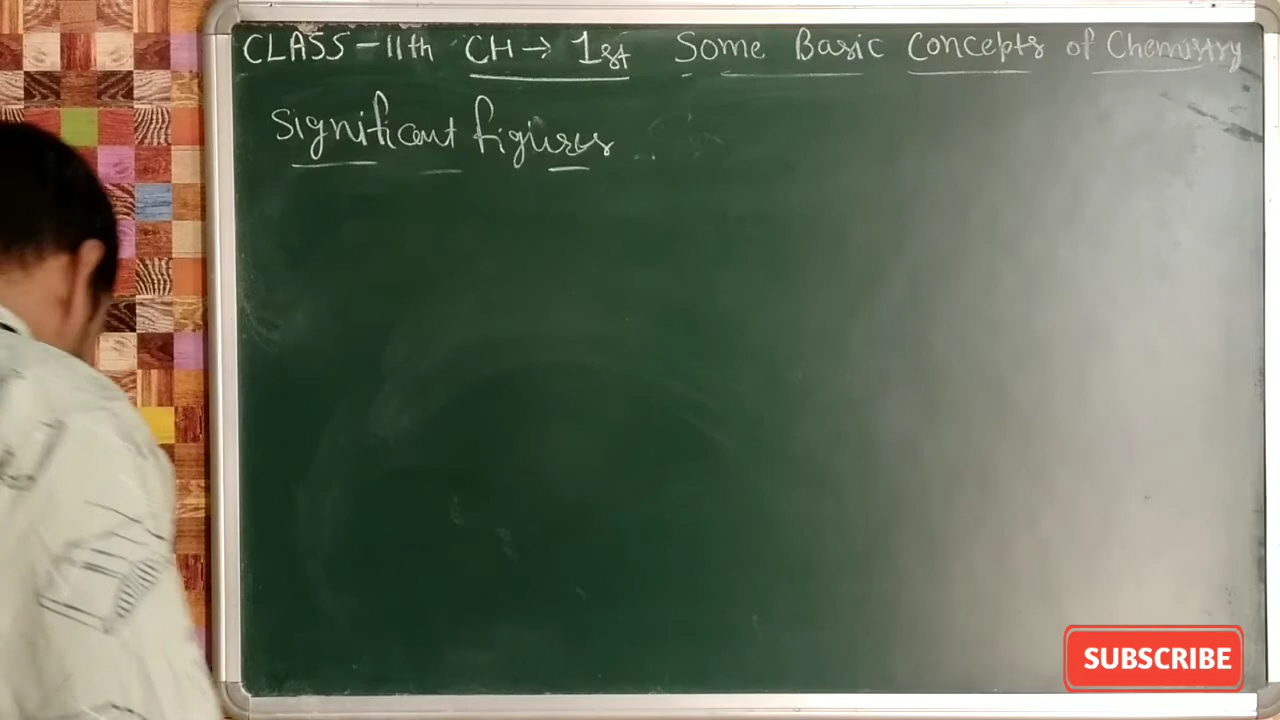 CLASS - 11th CH → 1st Some Basic Concepts of Chemistry
Significant figures
SUBSCRIBE